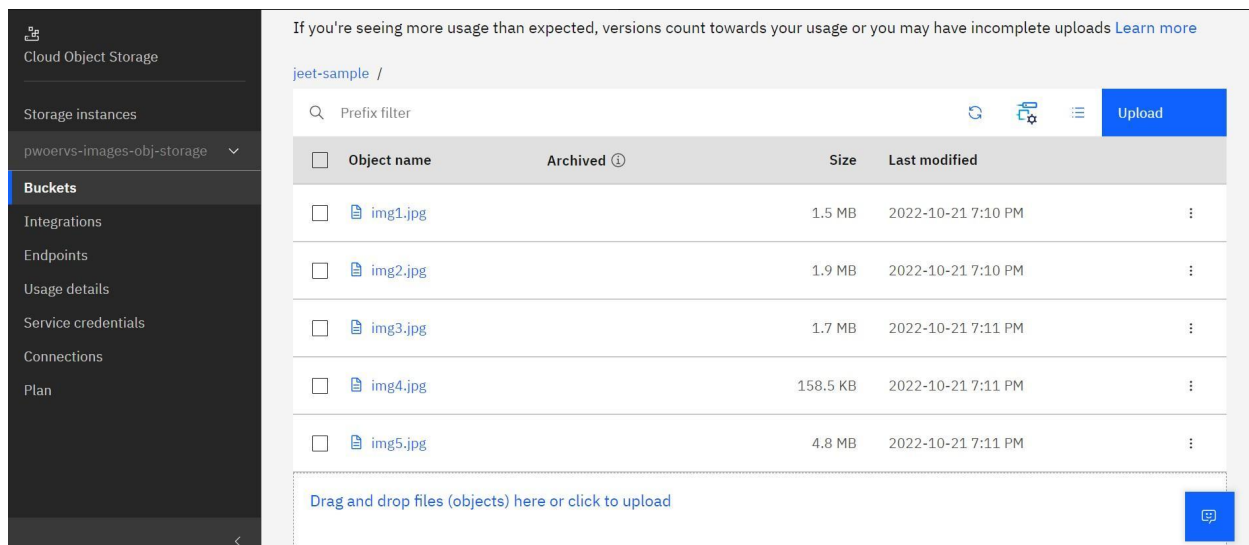 Cloud Object Storage
Storage instances
pwoervs-images-obj-storage
Buckets
Integrations
Endpoints
Usage details
Service credentials
Connections
Plan
If you're seeing more usage than expected, versions count towards your usage or you may have incomplete uploads Learn more
jeet-sample /
Prefix filter
Upload
Object name Archived Size Last modified
img1.jpg 1.5 MB 2022-10-21 7:10 PM
img2.jpg 1.9 MB 2022-10-21 7:10 PM
img3.jpg 1.7 MB 2022-10-21 7:11 PM
img4.jpg 158.5 KB 2022-10-21 7:11 PM
img5.jpg 4.8 MB 2022-10-21 7:11 PM
Drag and drop files (objects) here or click to upload